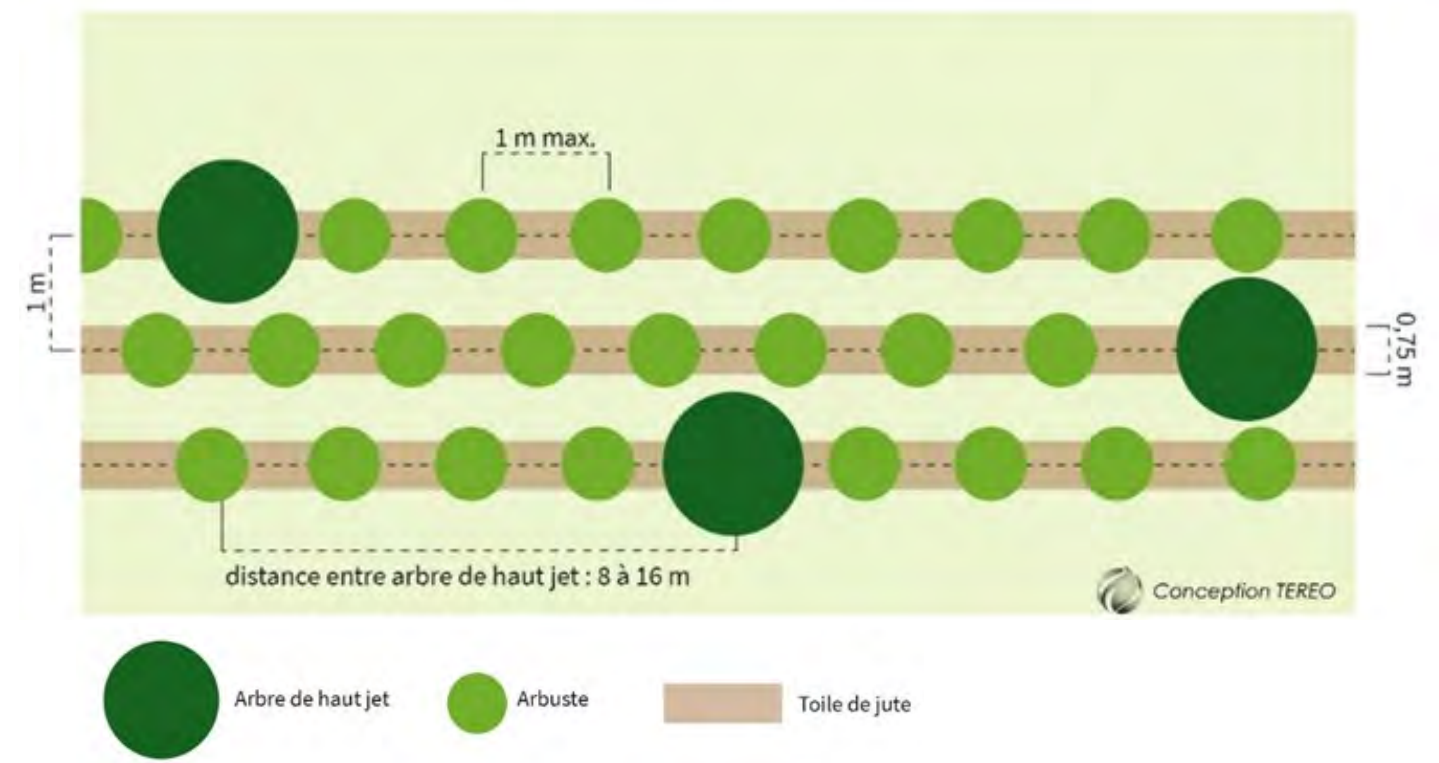 1 m max.
1 m
0,75 m
distance entre arbre de haut jet : 8 à 16 m
Conception TEREO
Arbre de haut jet
Arbuste
Toile de jute